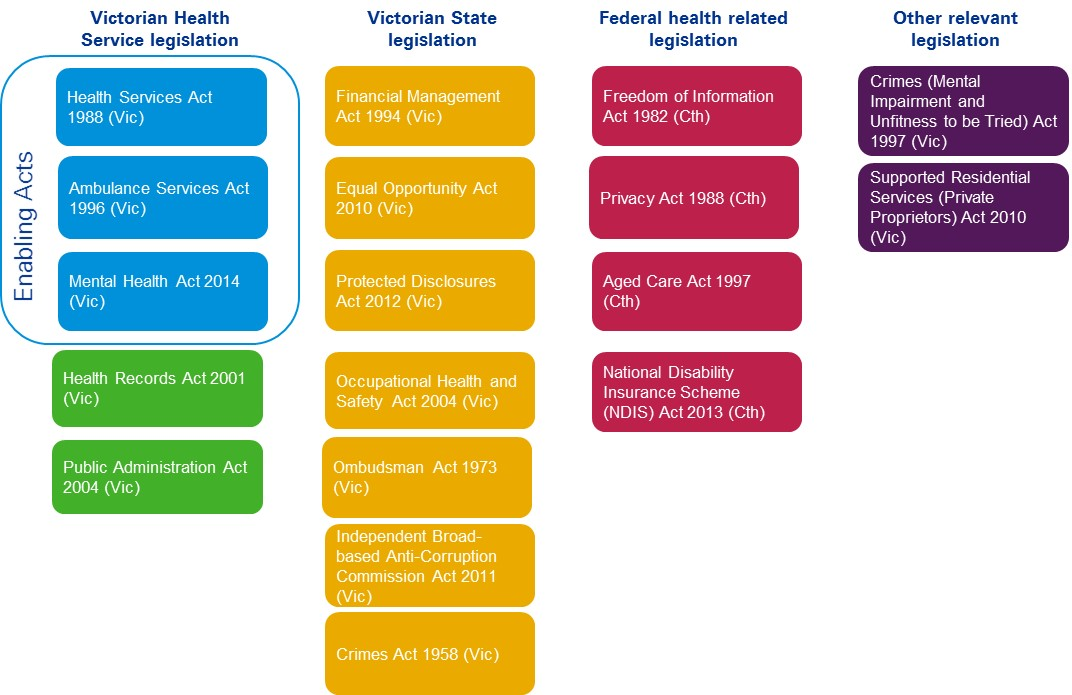 Victorian Health
Service legislation
Enabling Acts
Health Services Act
1988 (Vic)
Ambulance Services Act
1996 (Vic)
Mental Health Act 2014
(Vic)
Health Records Act 2001
(Vic)
Public Administration Act
2004 (Vic)
Victorian State
legislation
Financial Management
Act 1994 (Vic)
Equal Opportunity Act
2010 (Vic)
Protected Disclosures
Act 2012 (Vic)
Occupational Health and
Safety Act 2004 (Vic)
Ombudsman Act 1973
(Vic)
Independent Broad-
based Anti-Corruption
Commission Act 2011
(Vic)
Crimes Act 1958 (Vic)
Federal health related
legislation
Freedom of Information
Act 1982 (Cth)
Privacy Act 1988 (Cth)
Aged Care Act 1997
(Cth)
National Disability
Insurance Scheme
(NDIS) Act 2013 (Cth)
Other relevant
legislation
Crimes (Mental
Impairment and
Unfitness to be Tried) Act
1997 (Vic)
Supported Residential
Services (Private
Proprietors) Act 2010
(Vic)